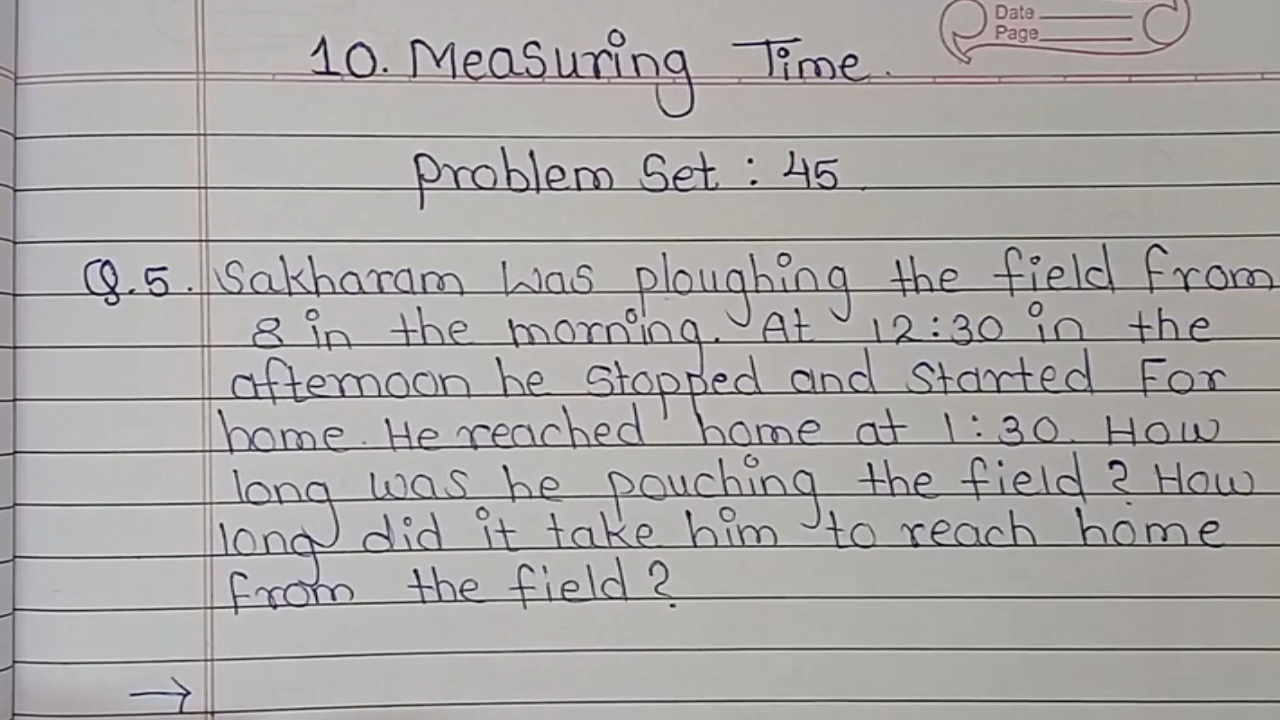 Date
Page
10. Measuring Time.
Problem Set : 45.
Q.5. Sakharam was ploughing the field from
8 in the morning. At 12:30 in the
afternoon he stopped and started For
home. He reached home at 1:30. How
long was he pouching the field? How
long did it take him to reach home
from the field?
→